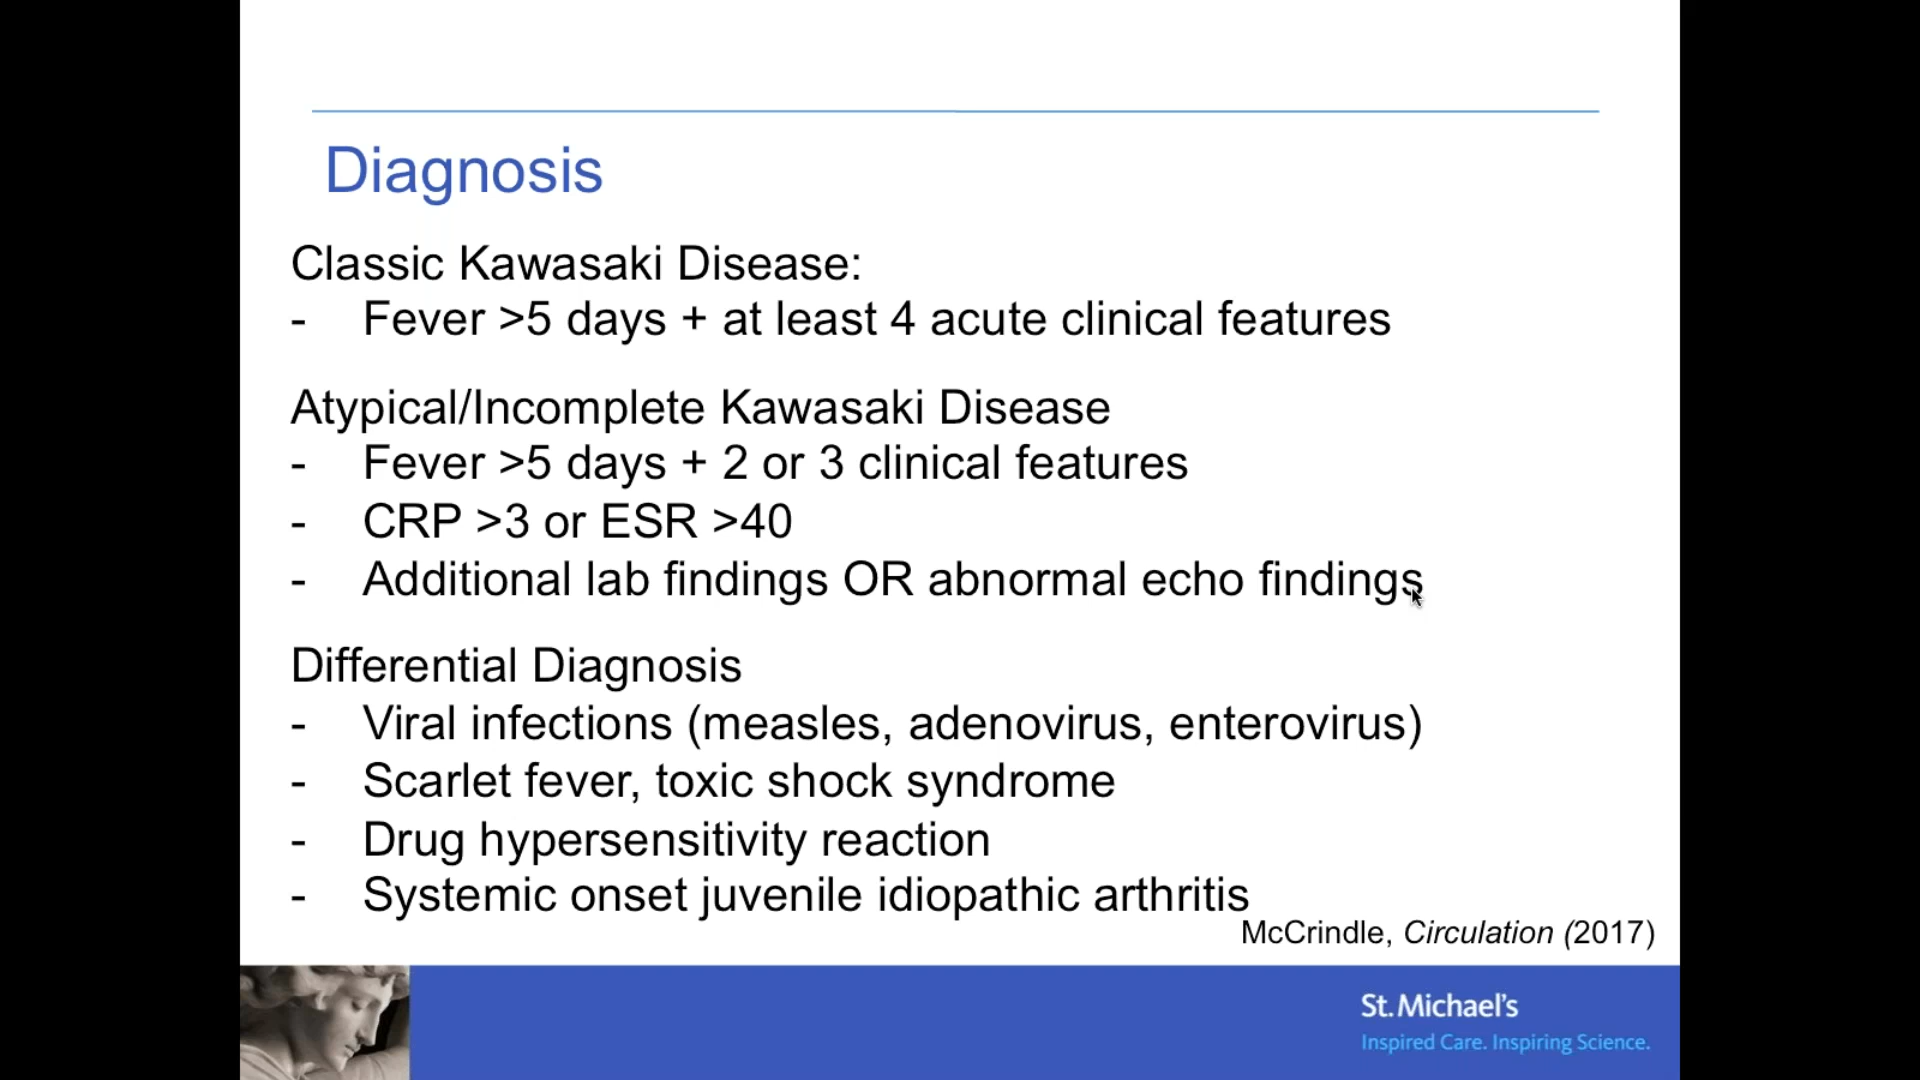 Diagnosis
Classic Kawasaki Disease:
- Fever >5 days + at least 4 acute clinical features
Atypical/Incomplete Kawasaki Disease
- Fever >5 days + 2 or 3 clinical features
- CRP >3 or ESR >40
- Additional lab findings OR abnormal echo findings
Differential Diagnosis
- Viral infections (measles, adenovirus, enterovirus)
- Scarlet fever, toxic shock syndrome
- Drug hypersensitivity reaction
- Systemic onset juvenile idiopathic arthritis
McCrindle, Circulation (2017)
St. Michael's
Inspired Care. Inspiring Science.